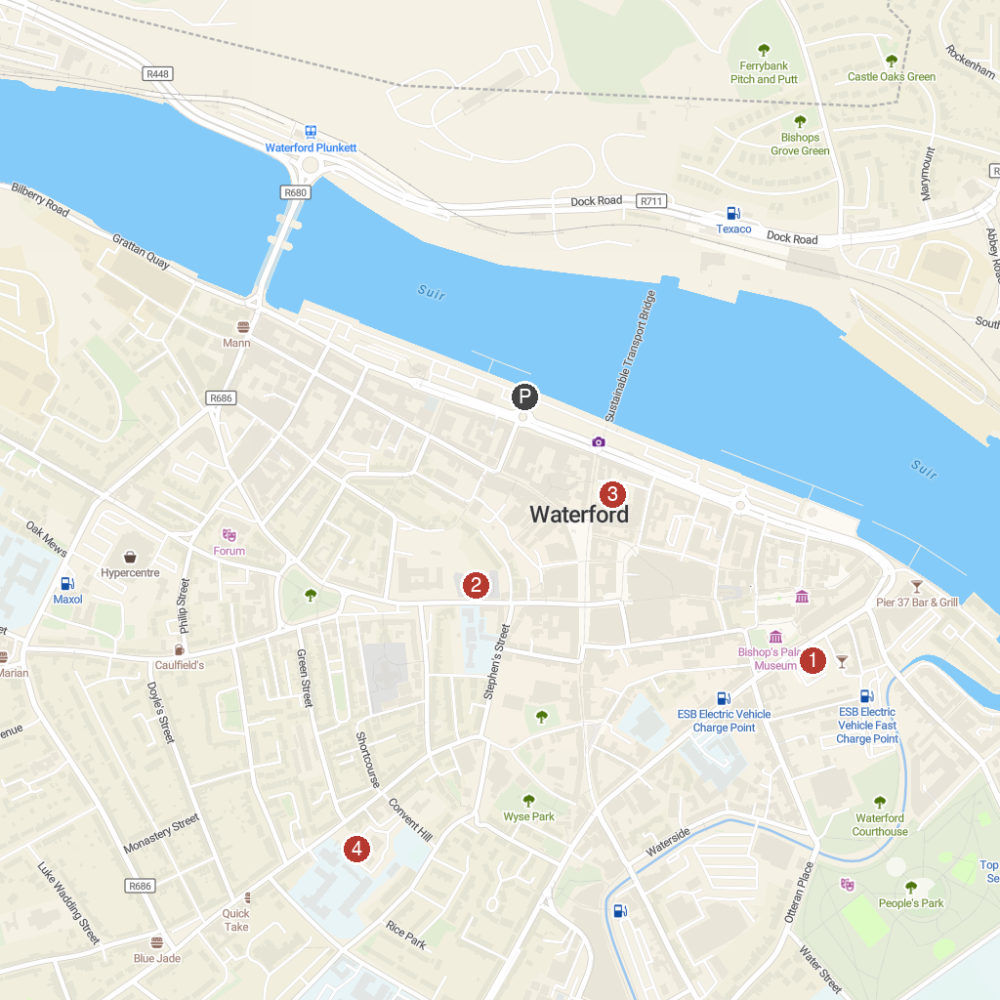 R448
Ferrybank
Pitch and Putt
Castle Oaks Green
Rockenham
Waterford Plunkett
Bishops
Grove Green
Marymount
R680
Bilberry Road
Dock Road
R711
Texaco
Dock Road
Abbey Road
Grattan Quay
Suir
South
Mann
Sustainable Transport Bridge
R686
P
Suir
3
Waterford
Oak Mews
Forum
Hypercentre
Maxol
Philip Street
2
Pier 37 Bar & Grill
Marian
Caulfield's
Stephen's Street
Bishop's Pala
Museum
1
Green Street
Doyle's Street
ESB Electric Vehicle
Charge Point
ESB Electric
Vehicle Fast
Charge Point
enue
Shortcourse
Convent Hill
Wyse Park
Waterford
Courthouse
Monastery Street
Waterside
4
Luke Wadding Street
R686
Otteran Place
Top
Se
People's Park
Quick
Take
Rice Park
Blue Jade
Water Street